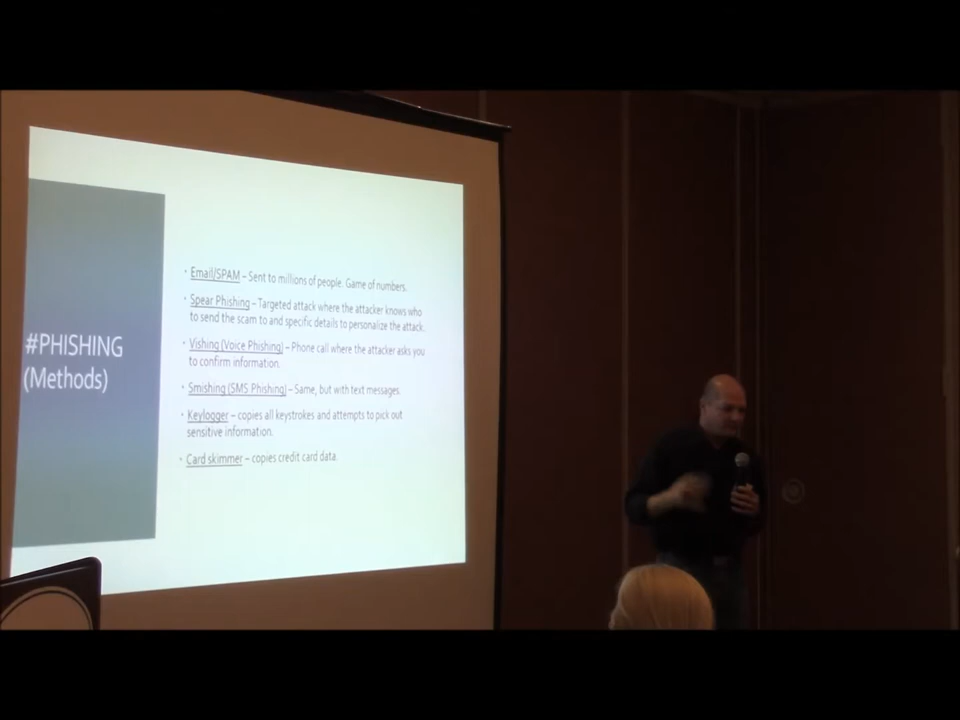 #PHISHING
(Methods)
• Email/SPAM – Sent to millions of people. Game of numbers.
• Spear Phishing – Targeted attack where the attacker knows who
to send the scam to and specific details to personalize the attack.
• Vishing (Voice Phishing) – Phone call where the attacker asks you
to confirm information.
• Smishing (SMS Phishing) – Same, but with text messages.
• Keylogger – copies all keystrokes and attempts to pick out
sensitive information.
• Card skimmer – copies credit card data.